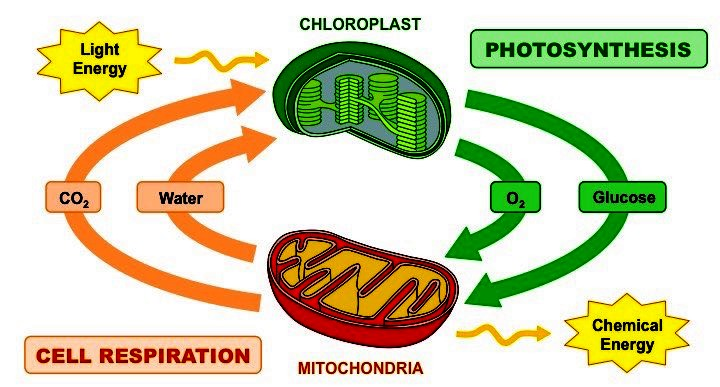 CHLOROPLAST
Light
Energy
PHOTOSYNTHESIS
CO₂
Water
O₂
Glucose
Chemical
Energy
CELL RESPIRATION
MITOCHONDRIA